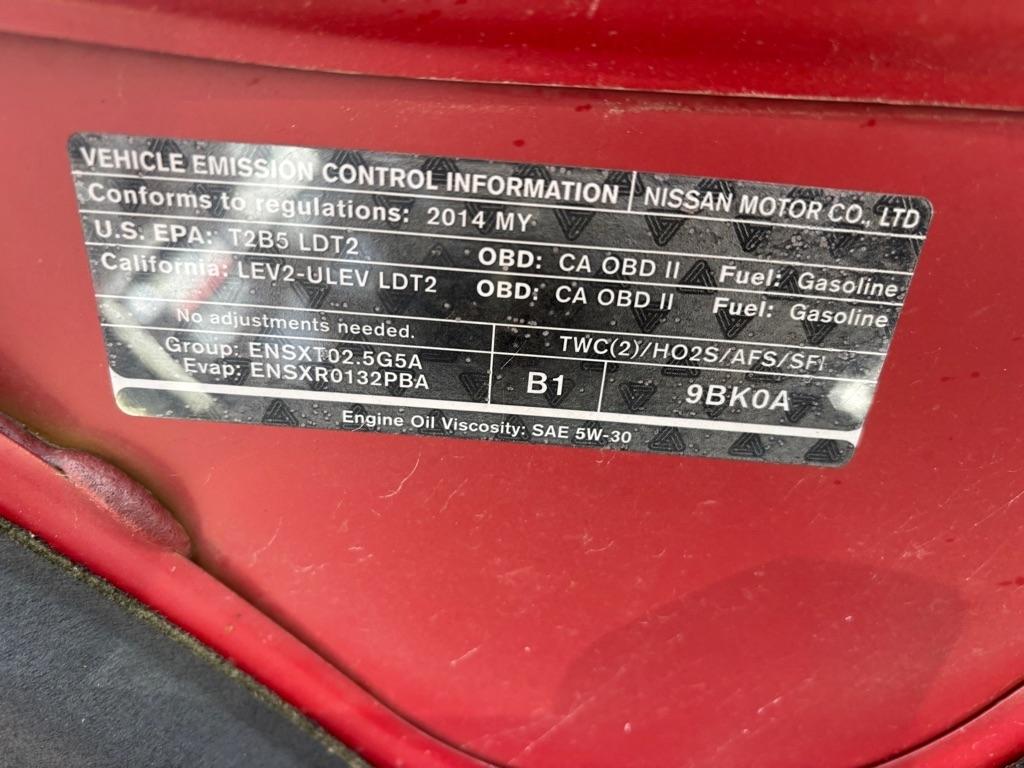 VEHICLE EMISSION CONTROL INFORMATION | NISSAN MOTOR CO., LTD
Conforms to regulations: 2014 MY
U.S. EPA: T2B5 LDT2 OBD: CA OBD II Fuel: Gasoline
California: LEV2-ULEV LDT2 OBD: CA OBD II Fuel: Gasoline
No adjustments needed.
Group: ENSXT02.5G5A
Evap: ENSXR0132PBA
TWC(2)/HO2S/AFS/SFI
B1 9BK0A
Engine Oil Viscosity: SAE 5W-30